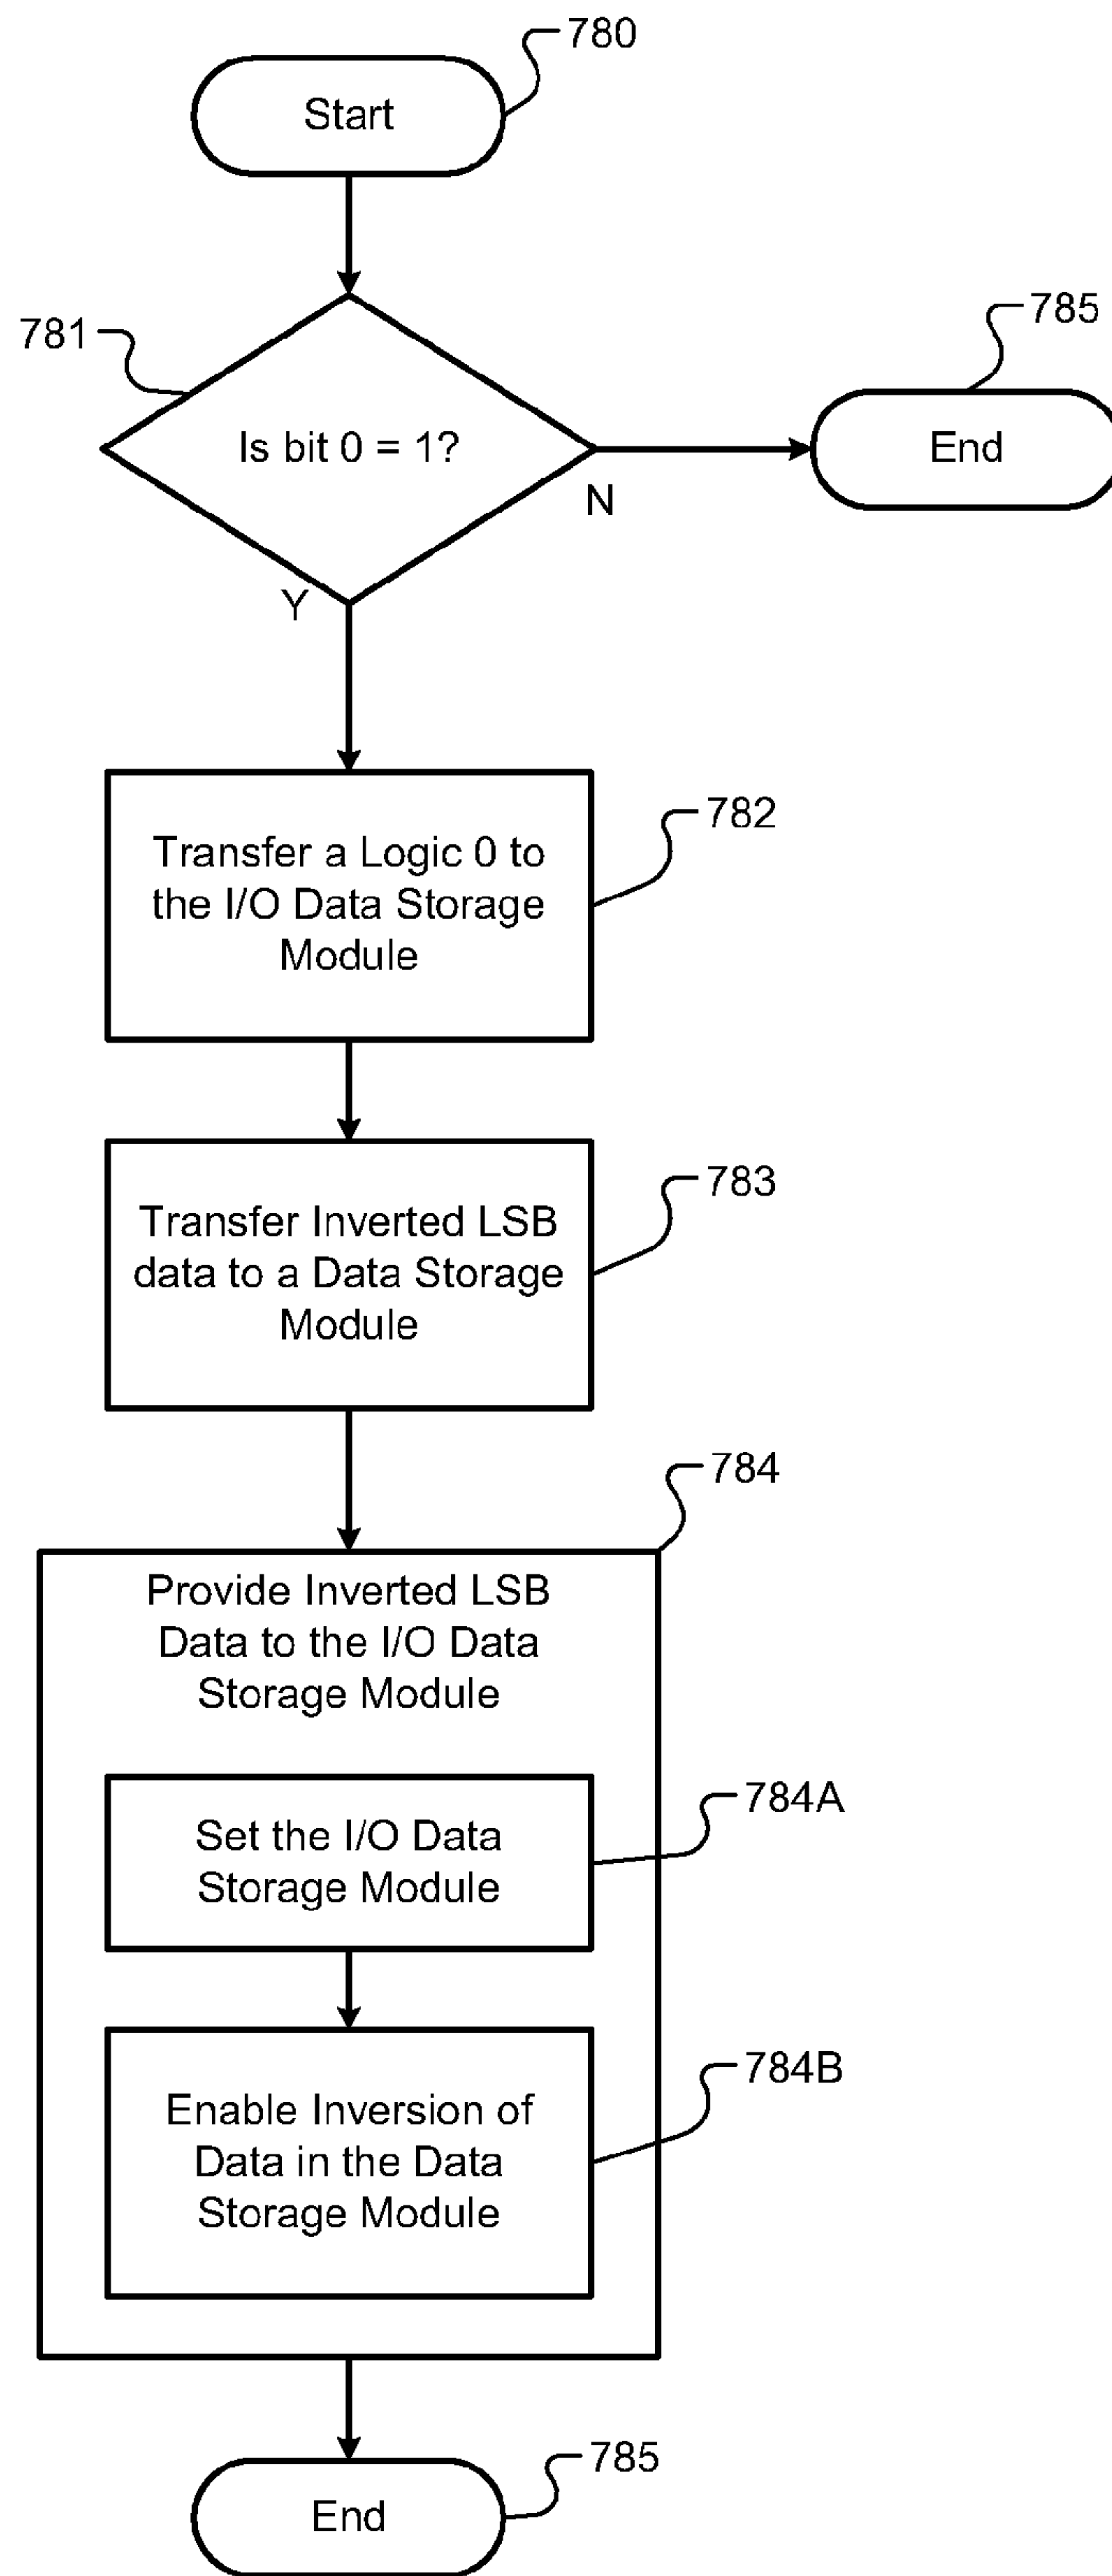 780
Start
781
Is bit 0 = 1?
785
End
N
Y
782
Transfer a Logic 0 to
the I/O Data Storage
Module
783
Transfer Inverted LSB
data to a Data Storage
Module
784
Provide Inverted LSB
Data to the I/O Data
Storage Module
784A
Set the I/O Data
Storage Module
784B
Enable Inversion of
Data in the Data
Storage Module
785
End